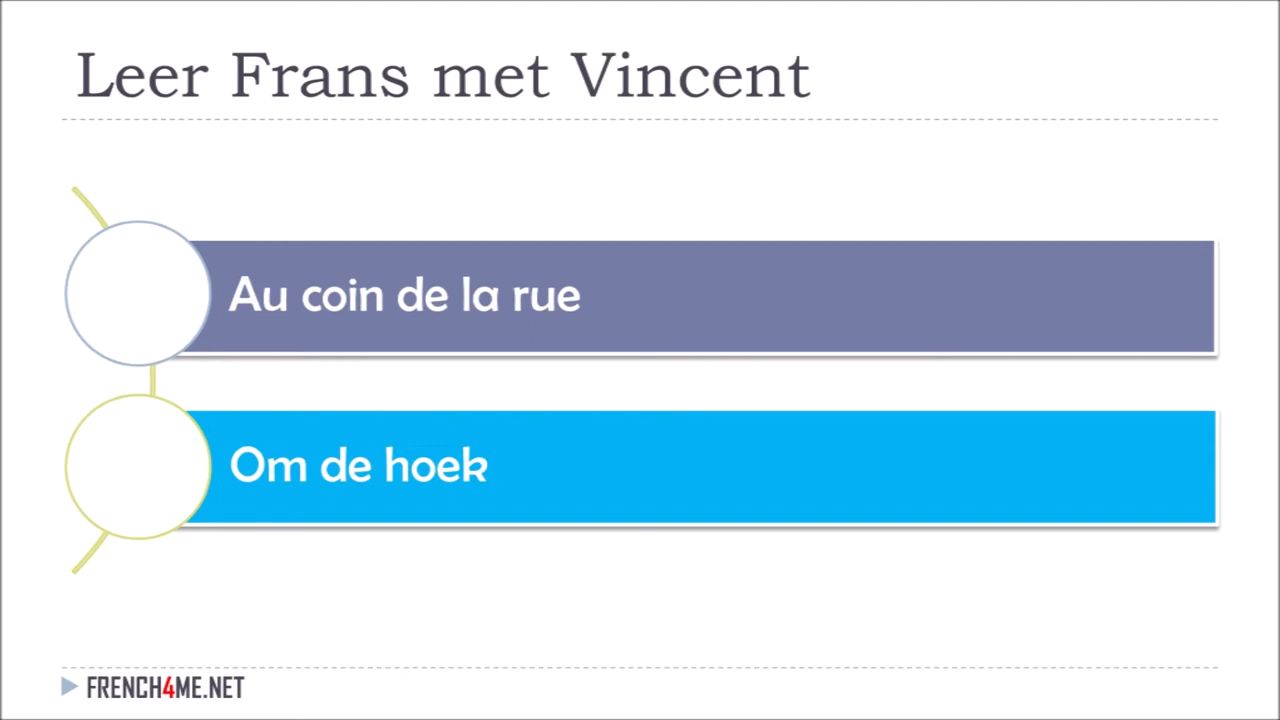 Leer Frans met Vincent
Au coin de la rue
Om de hoek
FRENCH4ME.NET